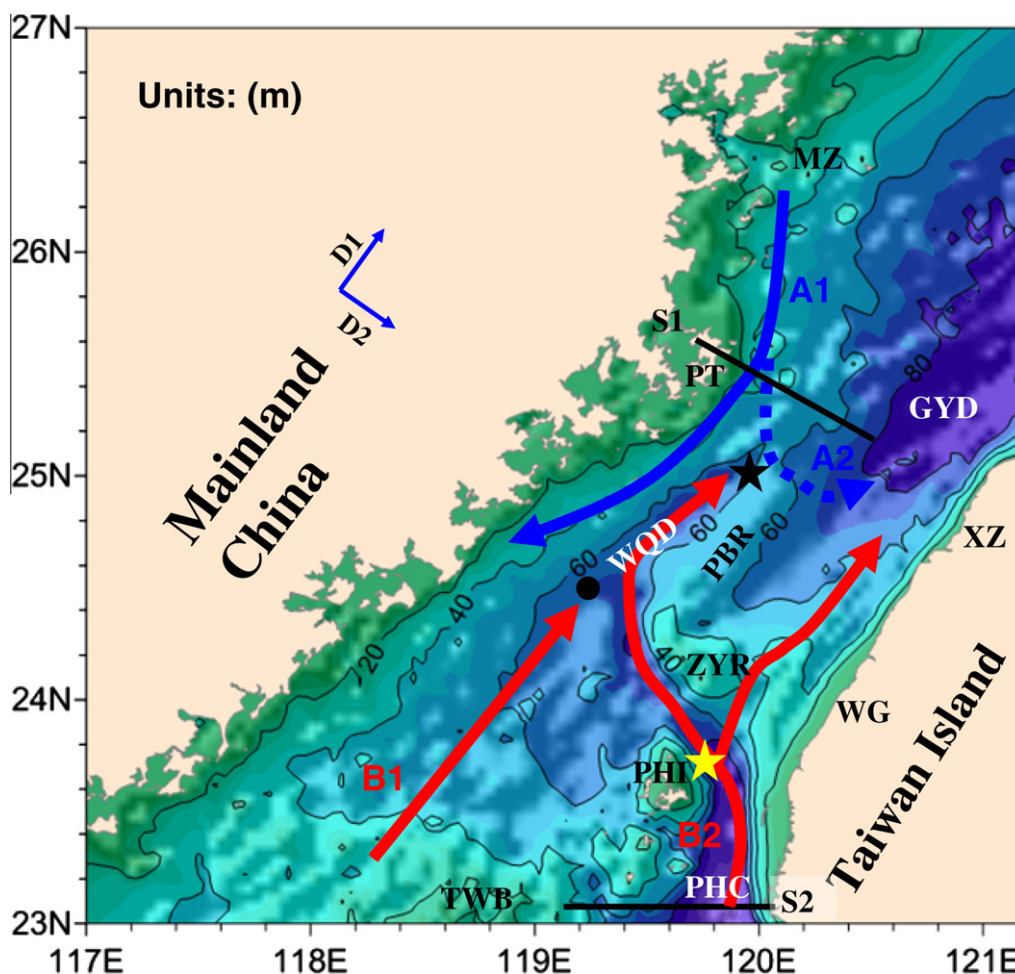 27N
Units: (m)
MZ
26N
D1
D2
A1
S1
PT
80
GYD
Mainland
China
25N
A2
WQD
60
PBR
60
XZ
60
40
20
40
ZYR
WG
24N
PHI
B1
B2
Taiwan Island
PHC
TWB
S2
23N
117E
118E
119E
120E
121E